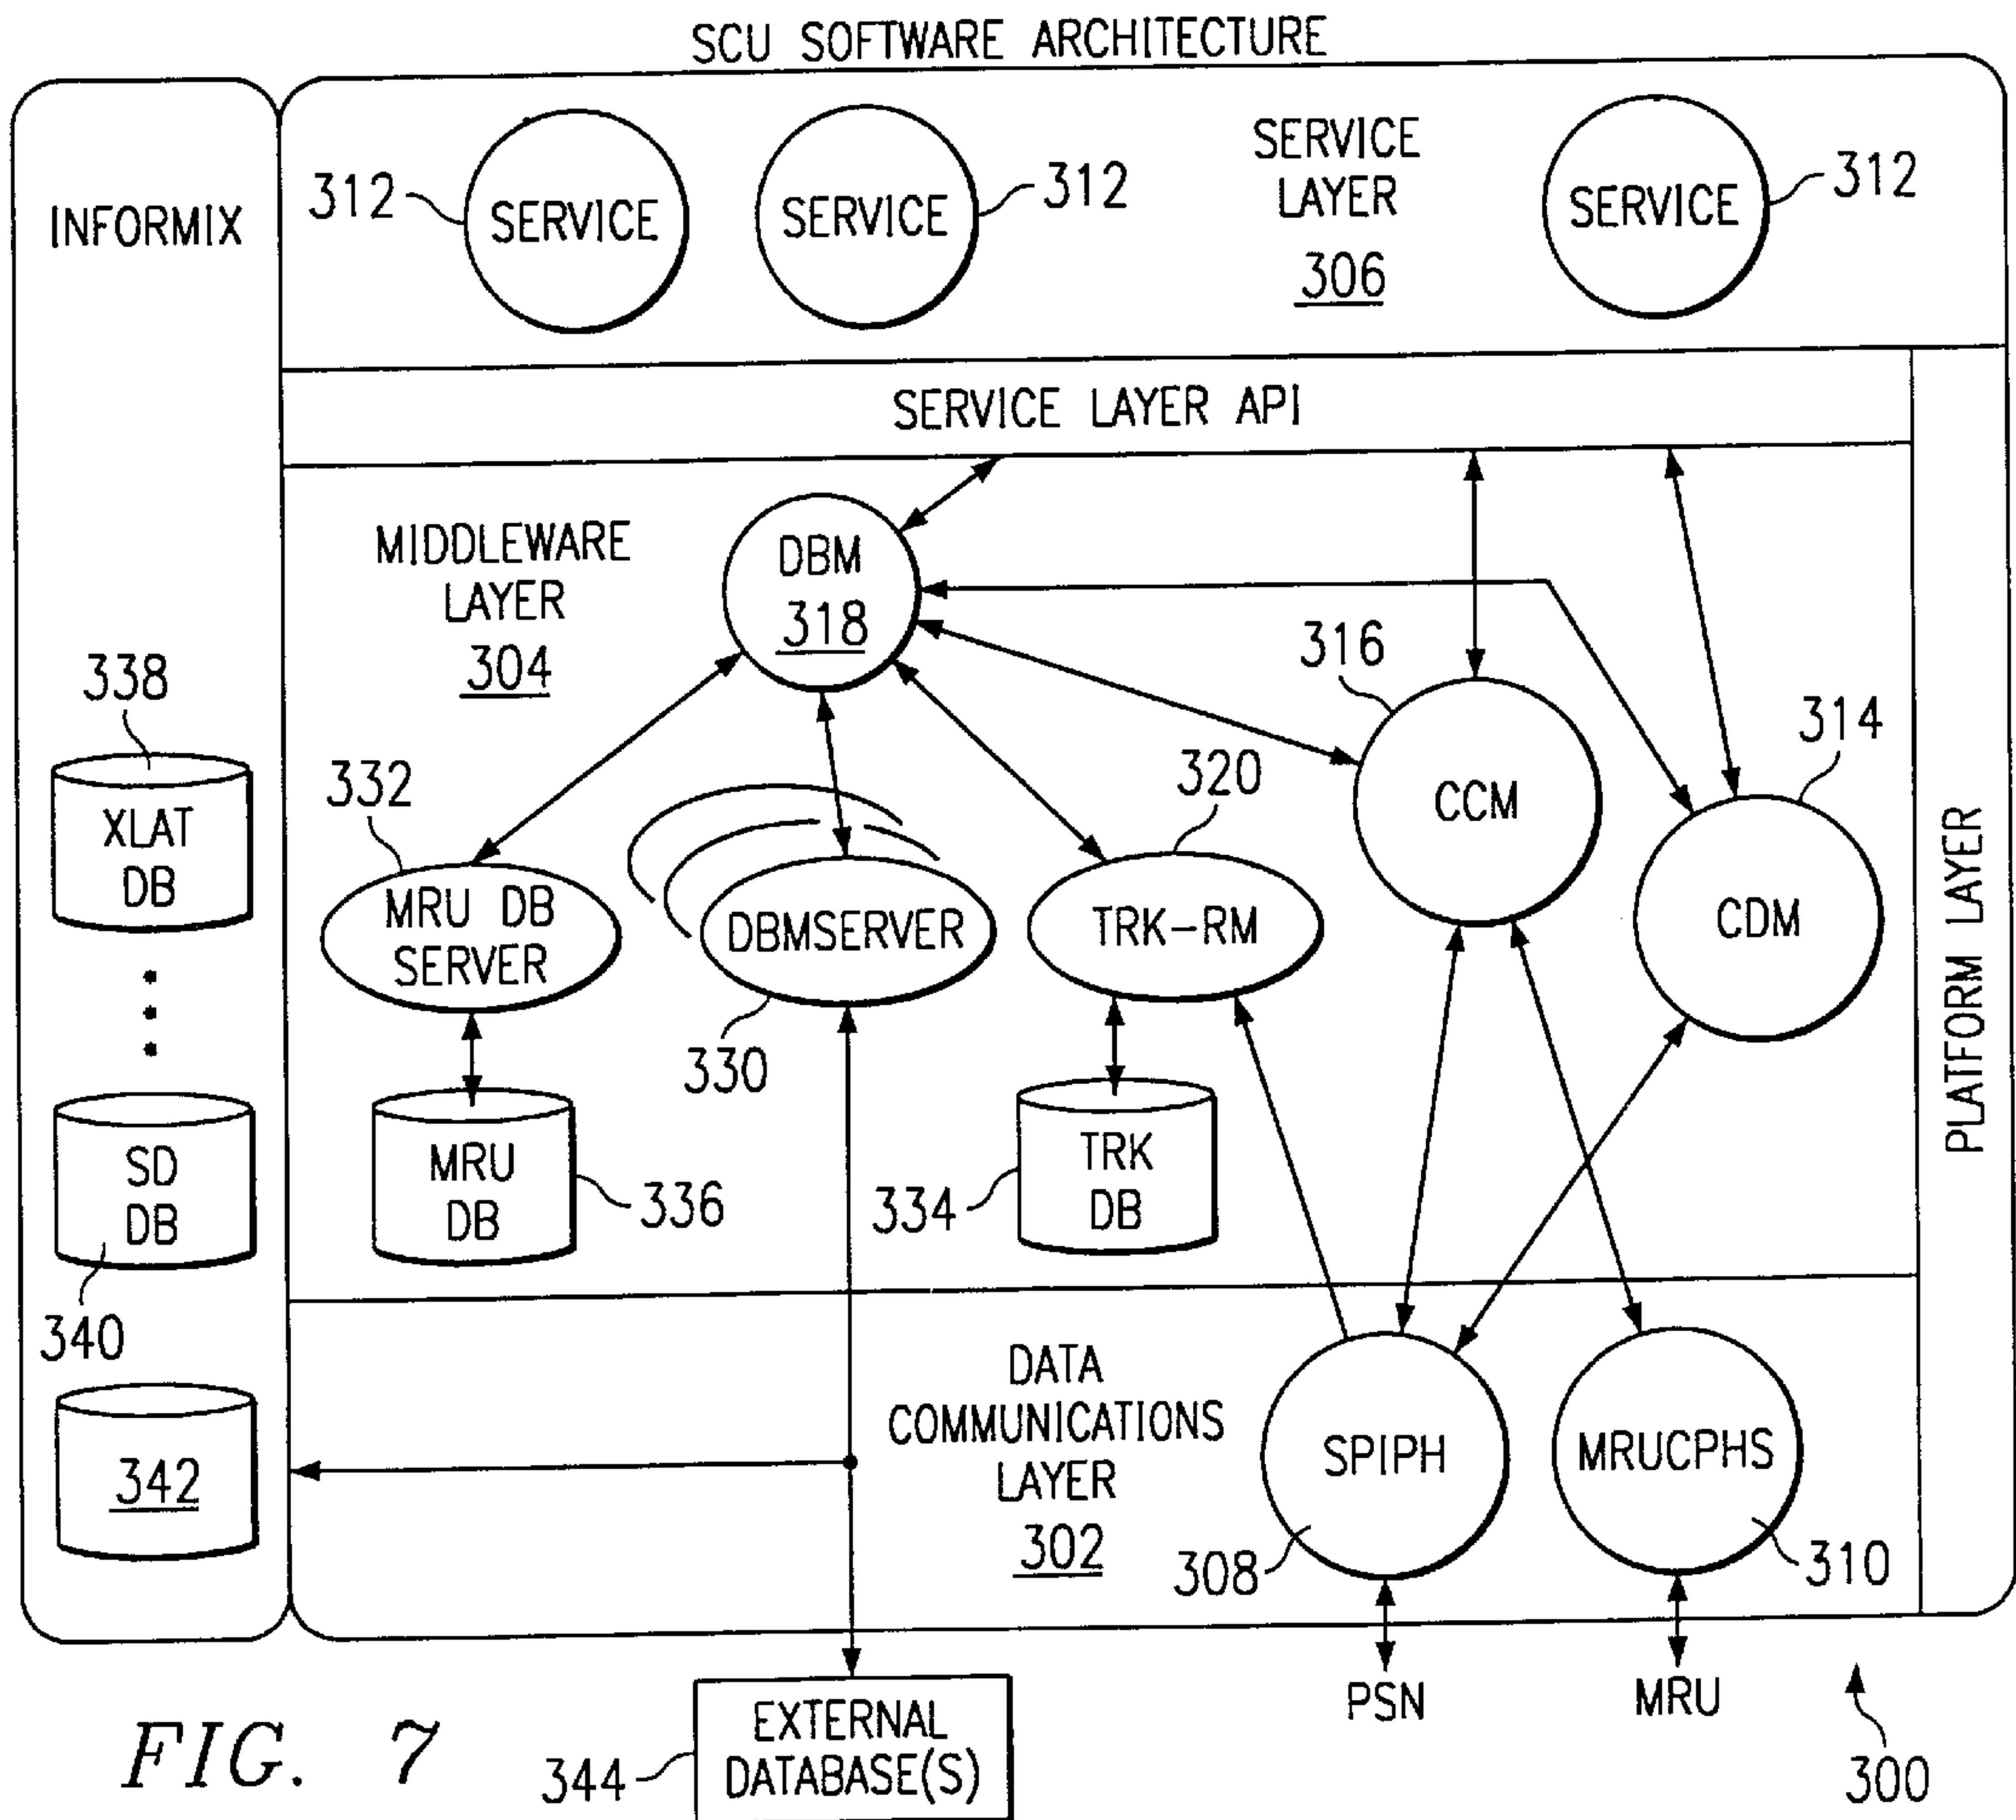 SCU SOFTWARE ARCHITECTURE
INFORMIX
312
SERVICE
SERVICE
312
SERVICE
LAYER
306
SERVICE
312
SERVICE LAYER API
MIDDLEWARE
LAYER
304
DBM
318
316
314
338
XLAT
DB
332
MRU DB
SERVER
DBMSERVER
330
320
TRK-RM
CCM
CDM
PLATFORM LAYER
SD
DB
340
MRU
DB
336
334
TRK
DB
342
DATA
COMMUNICATIONS
LAYER
302
SPIPH
308
MRUCPHS
310
PSN
MRU
300
EXTERNAL
DATABASE(S)
344
FIG. 7